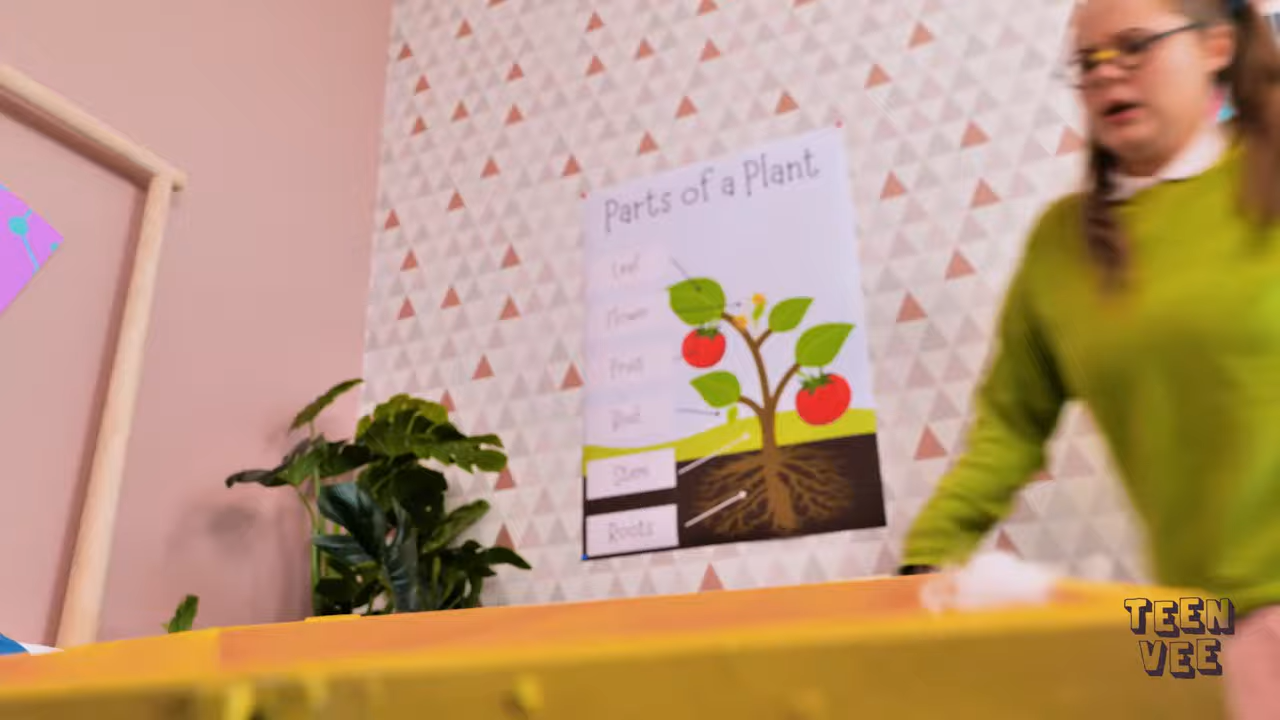 Parts of a Plant
Leaf
Flower
Fruit
Bud
Stem
Roots
TEEN
VEE